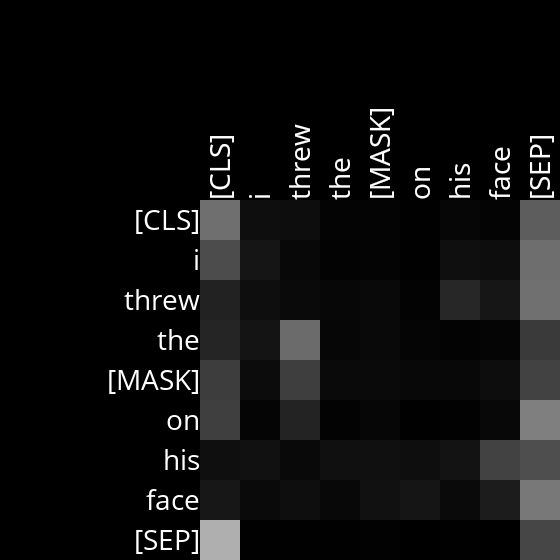 [CLS] i threw the [MASK] on his face [SEP]
[CLS]
i
threw
the
[MASK]
on
his
face
[SEP]